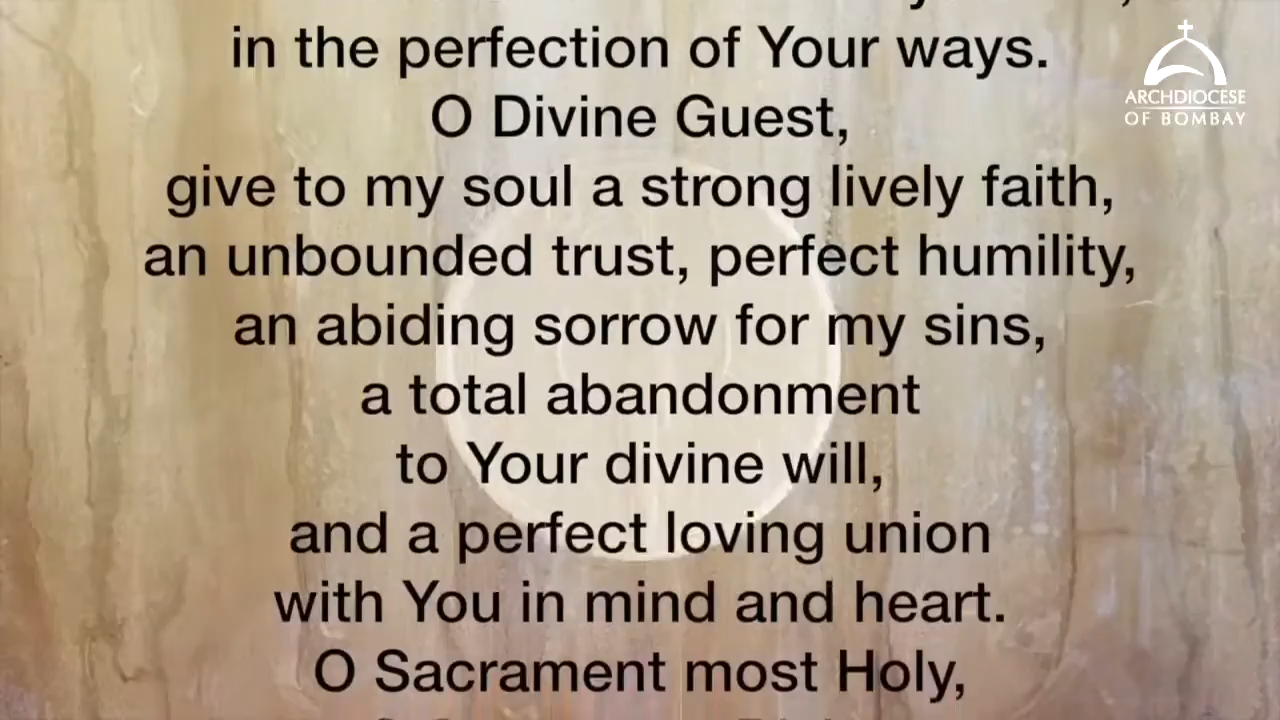 in the perfection of Your ways.
O Divine Guest,
give to my soul a strong lively faith,
an unbounded trust, perfect humility,
an abiding sorrow for my sins,
a total abandonment
to Your divine will,
and a perfect loving union
with You in mind and heart.
O Sacrament most Holy,
ARCHDIOCESE
OF BOMBAY